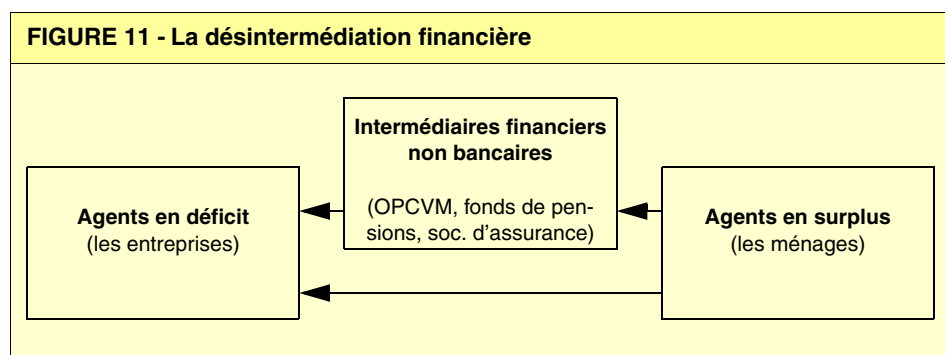 FIGURE 11 - La désintermédiation financière
Intermédiaires financiers
non bancaires
(OPCVM, fonds de pen-
sions, soc. d'assurance)
Agents en déficit
(les entreprises)
Agents en surplus
(les ménages)